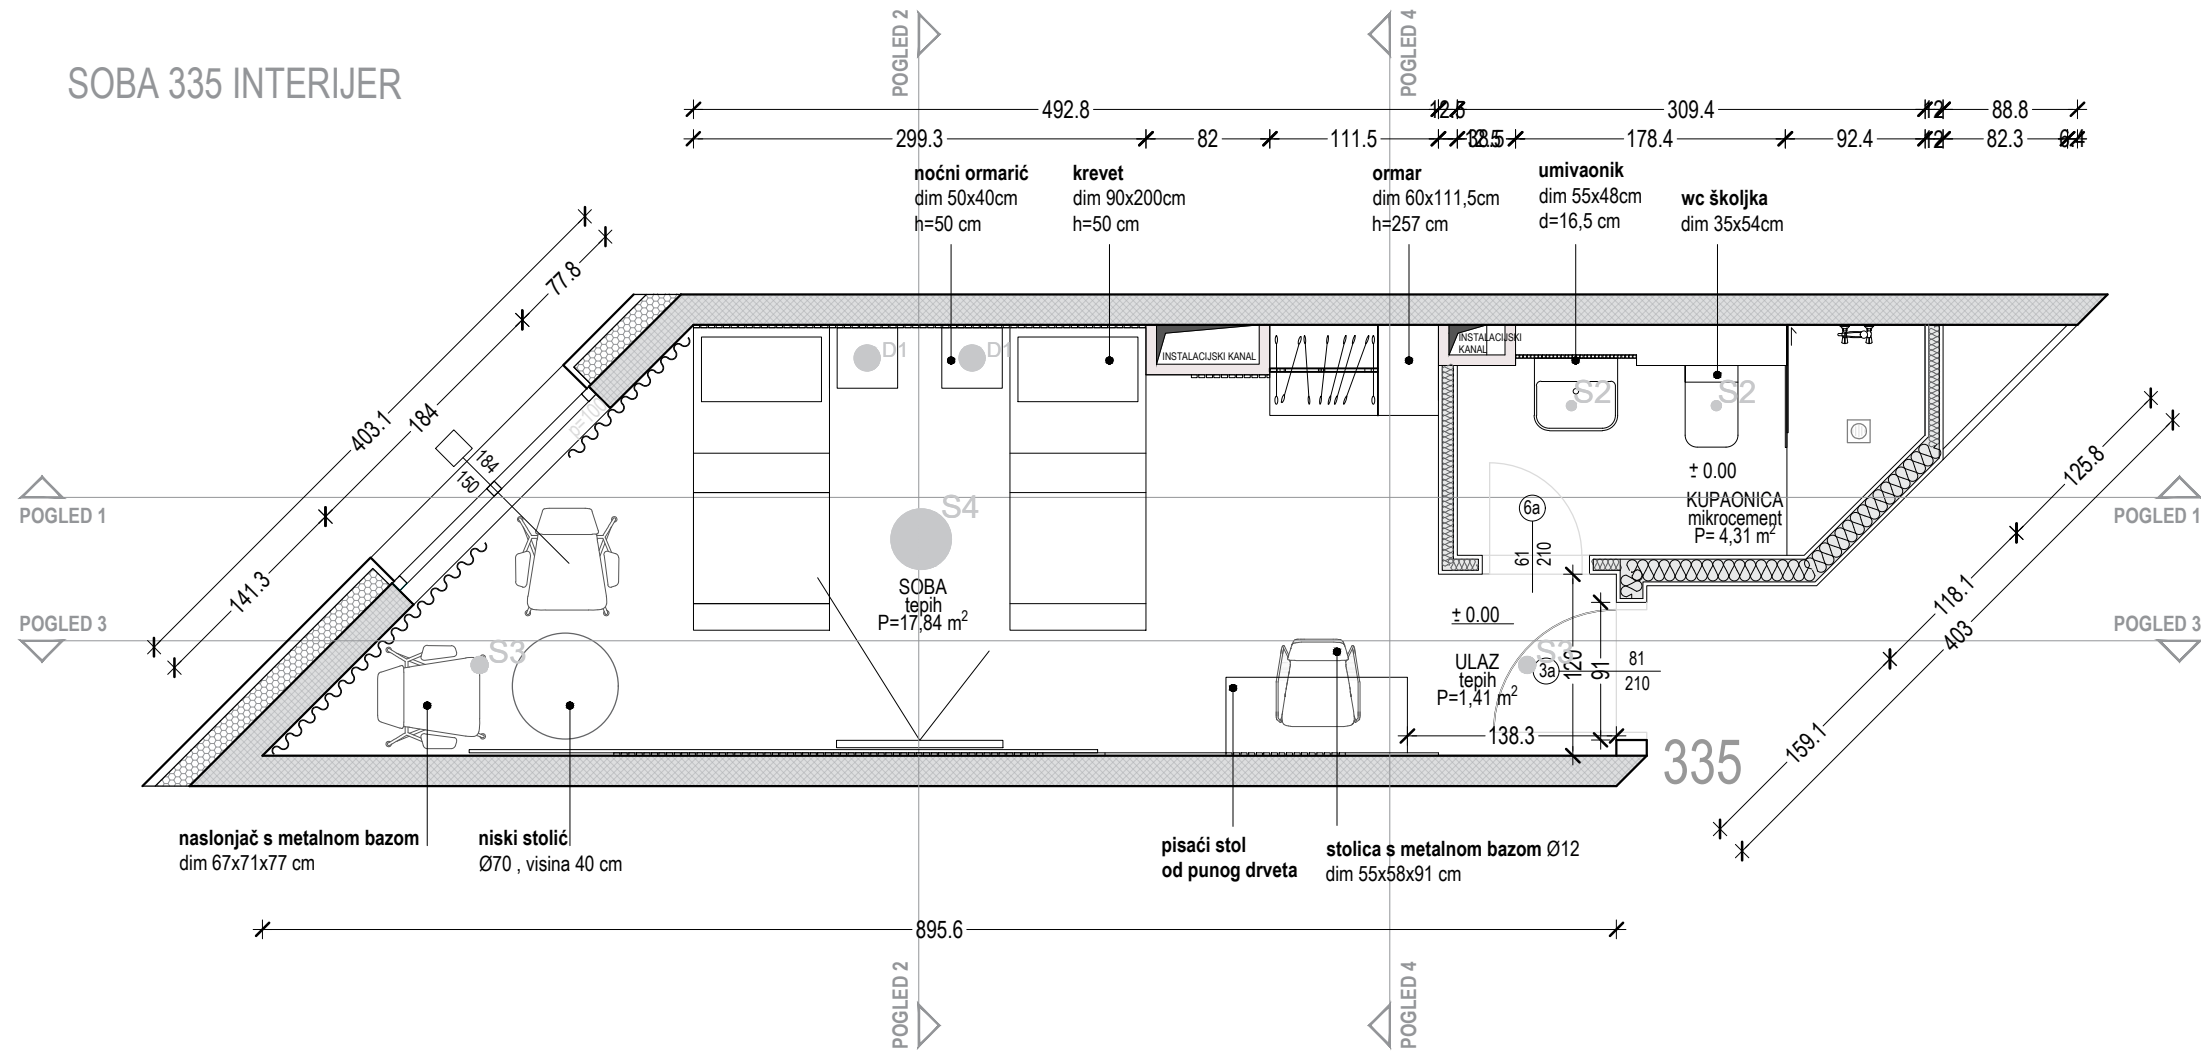 SOBA 335 INTERIJER
POGLED 2
POGLED 4
492.8
309.4
12
88.8
299.3
82
111.5
178.4
92.4
12
82.3
noćni ormarić
dim 50x40cm
h=50 cm
krevet
dim 90x200cm
h=50 cm
ormar
dim 60x111,5cm
h=257 cm
umivaonik
dim 55x48cm
d=16,5 cm
wc školjka
dim 35x54cm
77.8
184
403.1
141.3
184
150
p=100
D1
D1
INSTALACIJSKI KANAL
INSTALACIJSKI
KANAL
S2
S2
± 0.00
KUPAONICA
mikrocement
P= 4,31 m²
6a
61
210
S4
SOBA
tepih
P=17,84 m²
POGLED 1
POGLED 1
POGLED 3
POGLED 3
± 0.00
S3
S3
ULAZ
tepih
P=1,41 m²
3a
81
210
120
91
138.3
335
125.8
118.1
403
159.1
naslonjač s metalnom bazom
dim 67x71x77 cm
niski stolić
Ø70 , visina 40 cm
pisaći stol
od punog drveta
stolica s metalnom bazom Ø12
dim 55x58x91 cm
895.6
POGLED 2
POGLED 4